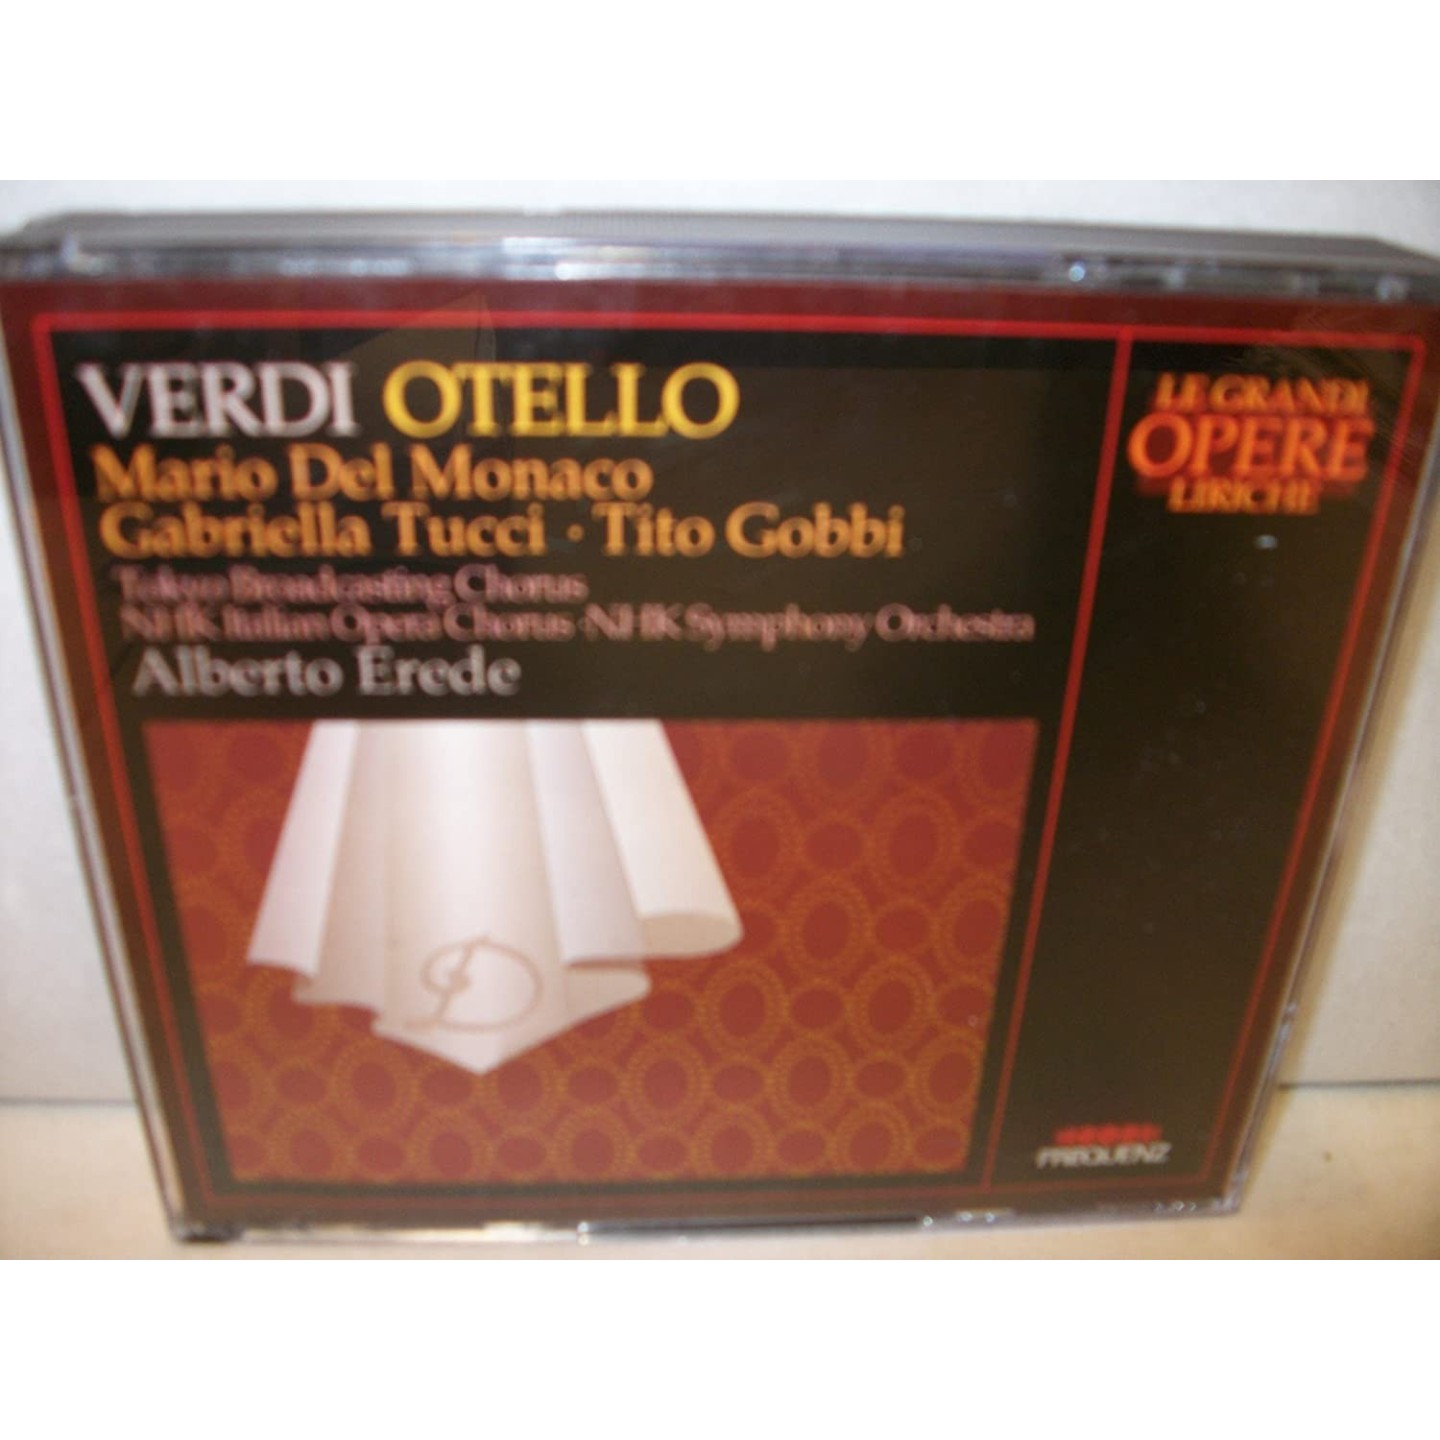 VERDI OTELLO
Mario Del Monaco
Gabriella Tucci · Tito Gobbi
Tokyo Broadcasting Chorus
NHK Italian Opera Chorus · NHK Symphony Orchestra
Alberto Erede
LE GRANDI
OPERE
LIRICHE
D
FREQUENZ